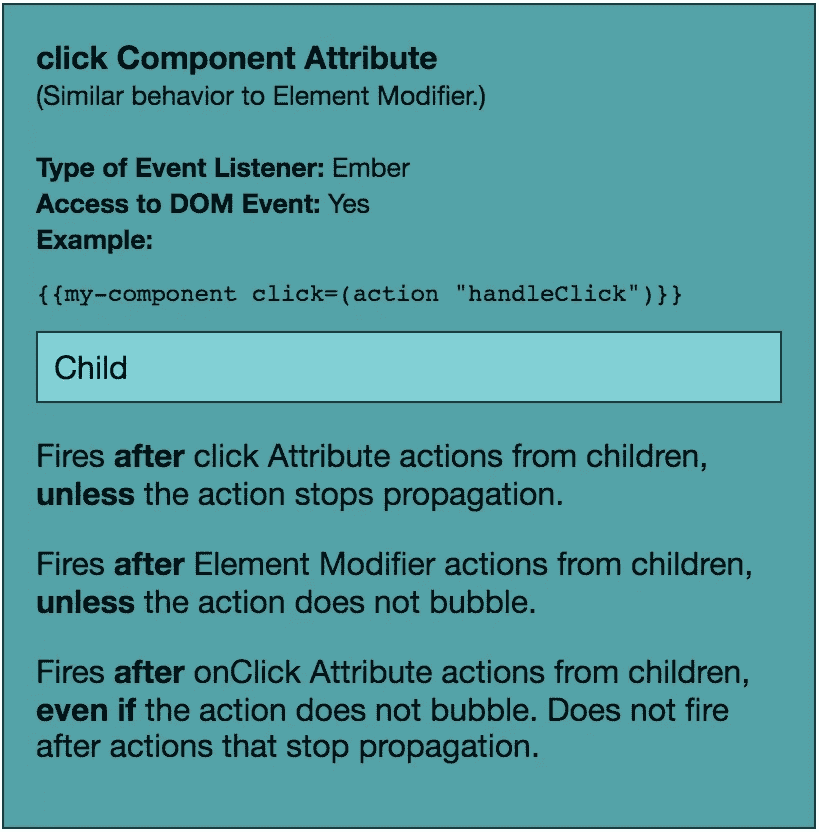 click Component Attribute
(Similar behavior to Element Modifier.)
Type of Event Listener: Ember
Access to DOM Event: Yes
Example:
{{my-component click=(action "handleClick")}}
Child
Fires after click Attribute actions from children,
unless the action stops propagation.
Fires after Element Modifier actions from children,
unless the action does not bubble.
Fires after onClick Attribute actions from children,
even if the action does not bubble. Does not fire
after actions that stop propagation.